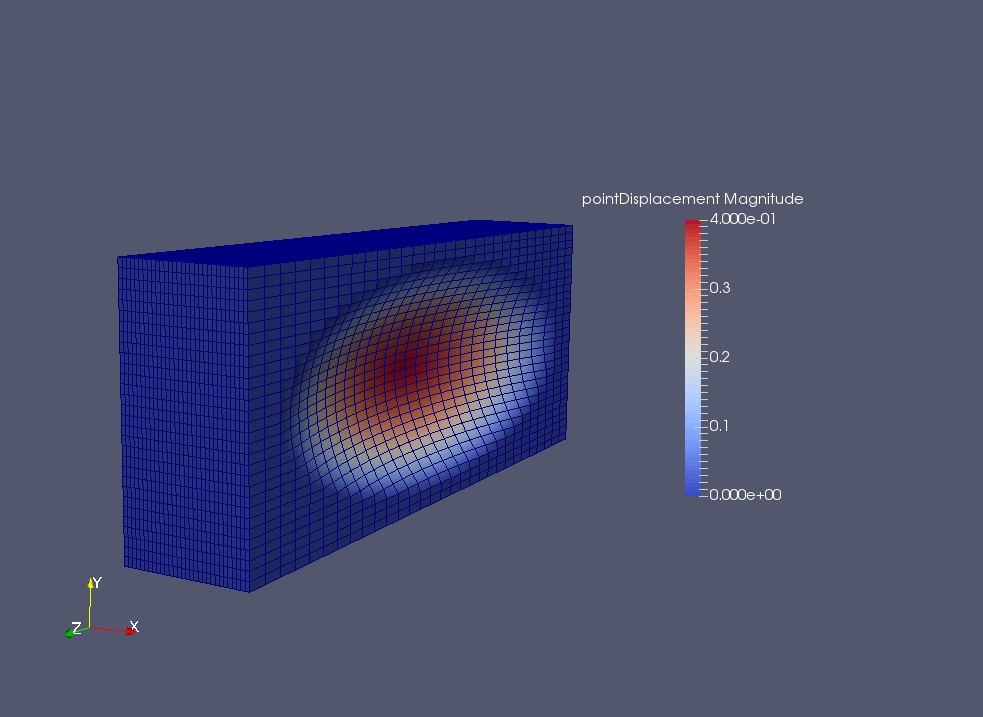 pointDisplacement Magnitude
4.000e-01
0.3
0.2
0.1
0.000e+00
Y
Z
X